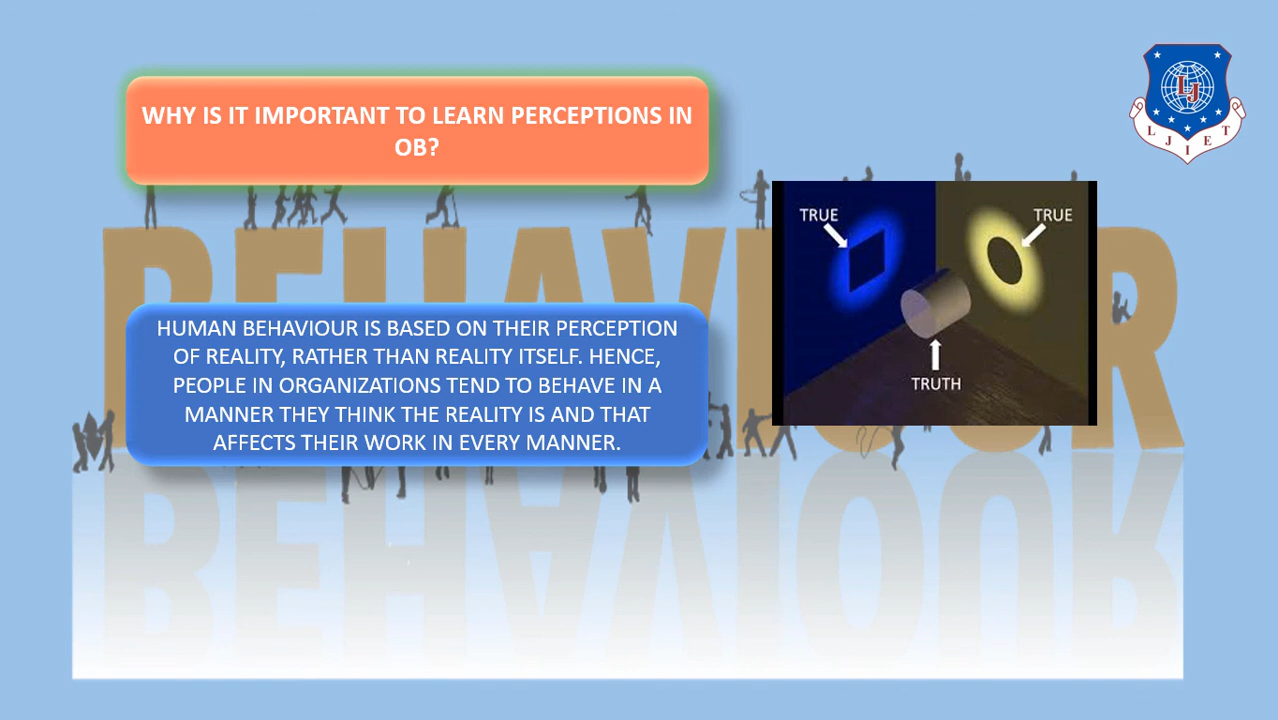 WHY IS IT IMPORTANT TO LEARN PERCEPTIONS IN
OB?
LJ
L J I E T
BEHAVIOUR
TRUE
TRUE
TRUTH
HUMAN BEHAVIOUR IS BASED ON THEIR PERCEPTION
OF REALITY, RATHER THAN REALITY ITSELF. HENCE,
PEOPLE IN ORGANIZATIONS TEND TO BEHAVE IN A
MANNER THEY THINK THE REALITY IS AND THAT
AFFECTS THEIR WORK IN EVERY MANNER.